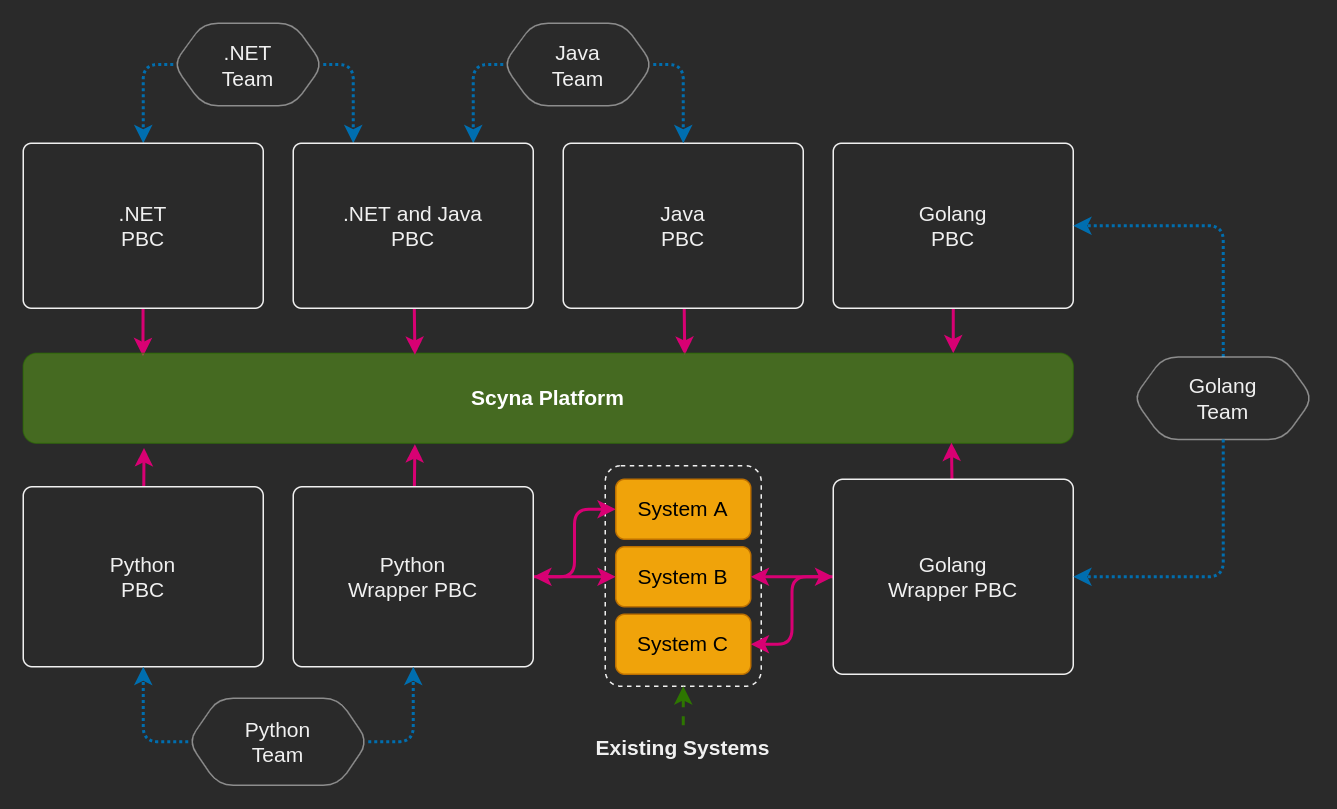 .NET
Team
Java
Team
.NET
PBC
.NET and Java
PBC
Java
PBC
Golang
PBC
Scyna Platform
Golang
Team
Python
PBC
Python
Wrapper PBC
System A
System B
System C
Golang
Wrapper PBC
Python
Team
Existing Systems